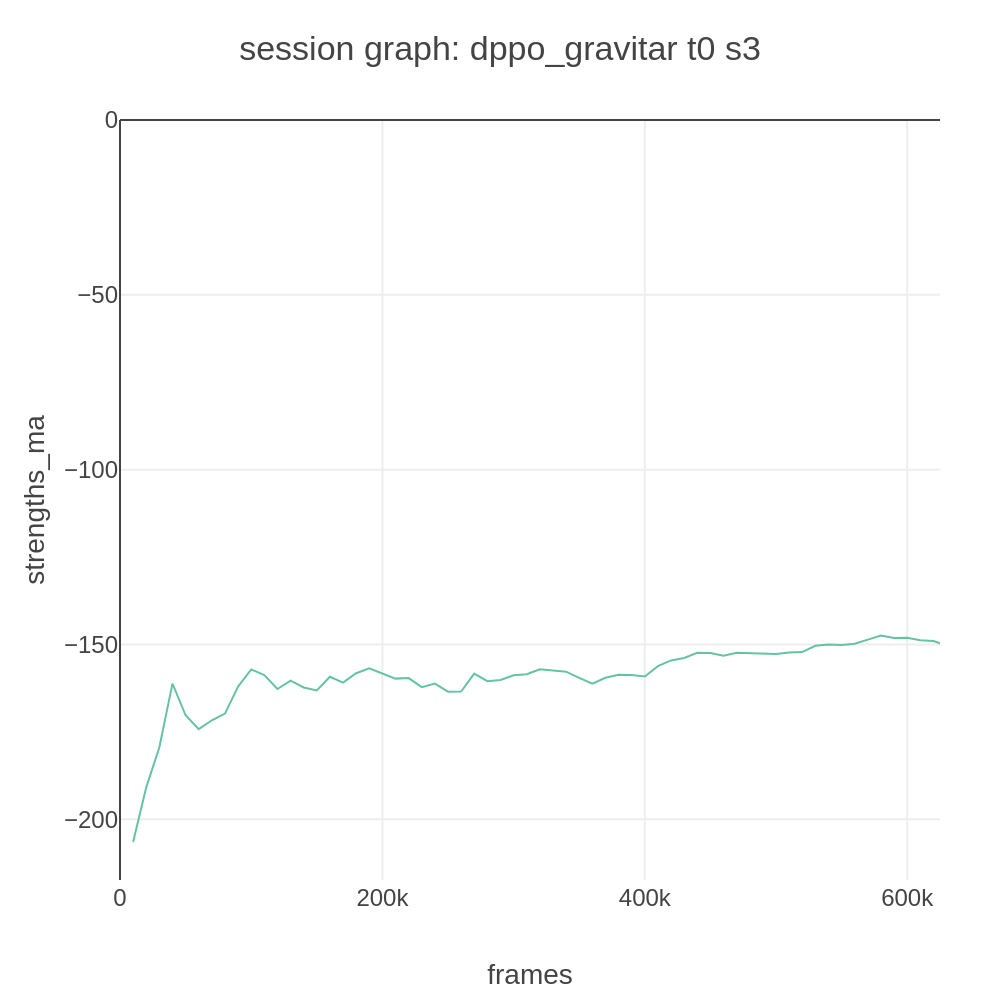 session graph: dppo_gravitar t0 s3
0
−50
−100
−150
−200
strengths_ma
0
200k
400k
600k
frames